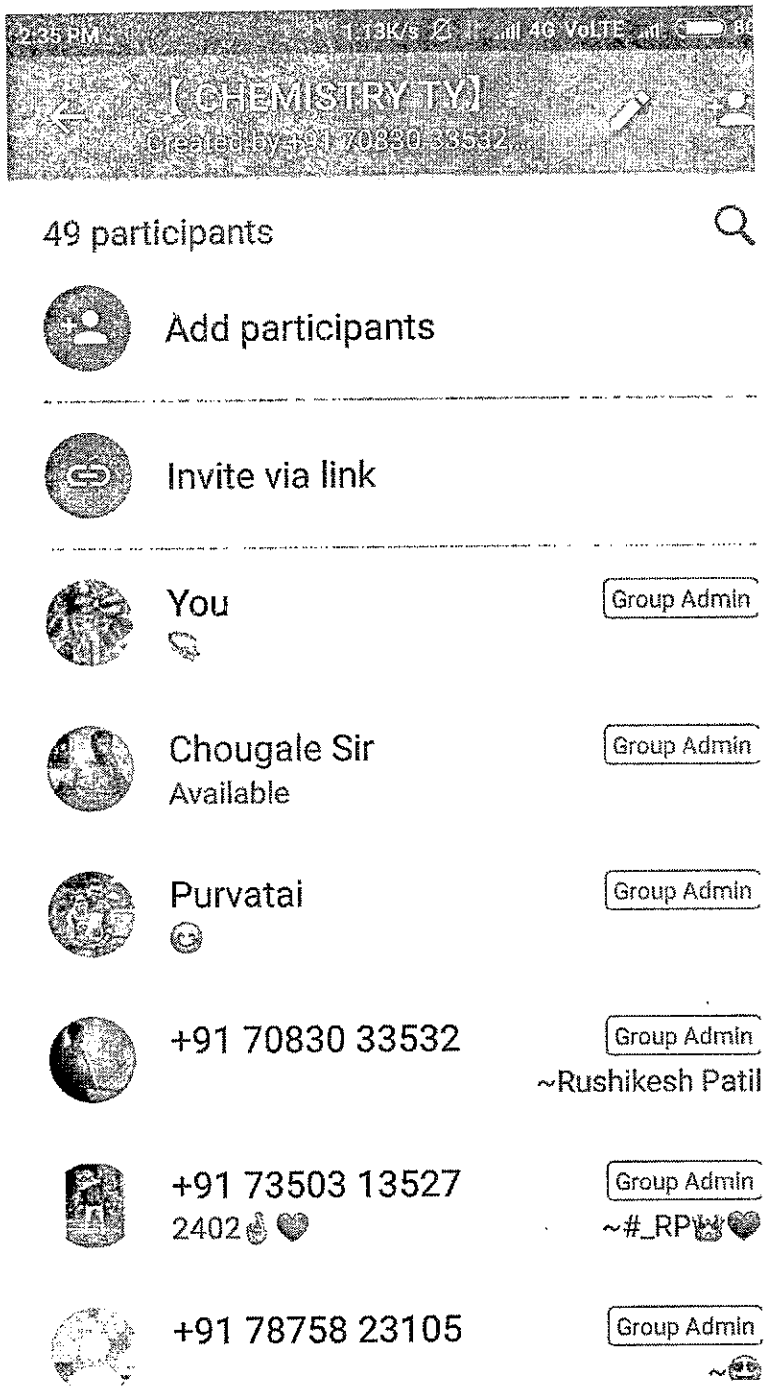 2:35 PM 1.13K/s 4G VoLTE
【 CHEMISTRY TY】
Created by +91 70830 33532...
49 participants
Add participants
Invite via link
You
Group Admin
Chougale Sir
Group Admin
Available
Purvatai
Group Admin
😊
+91 70830 33532
Group Admin
~Rushikesh Patil
+91 73503 13527
Group Admin
2402🤞❤ ~#_RP👑❤
+91 78758 23105
Group Admin